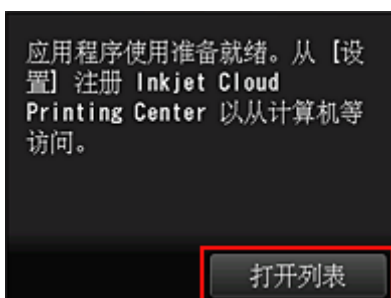 应用程序使用准备就绪。从 [设
置] 注册 Inkjet Cloud
Printing Center 以从计算机等
访问。
打开列表